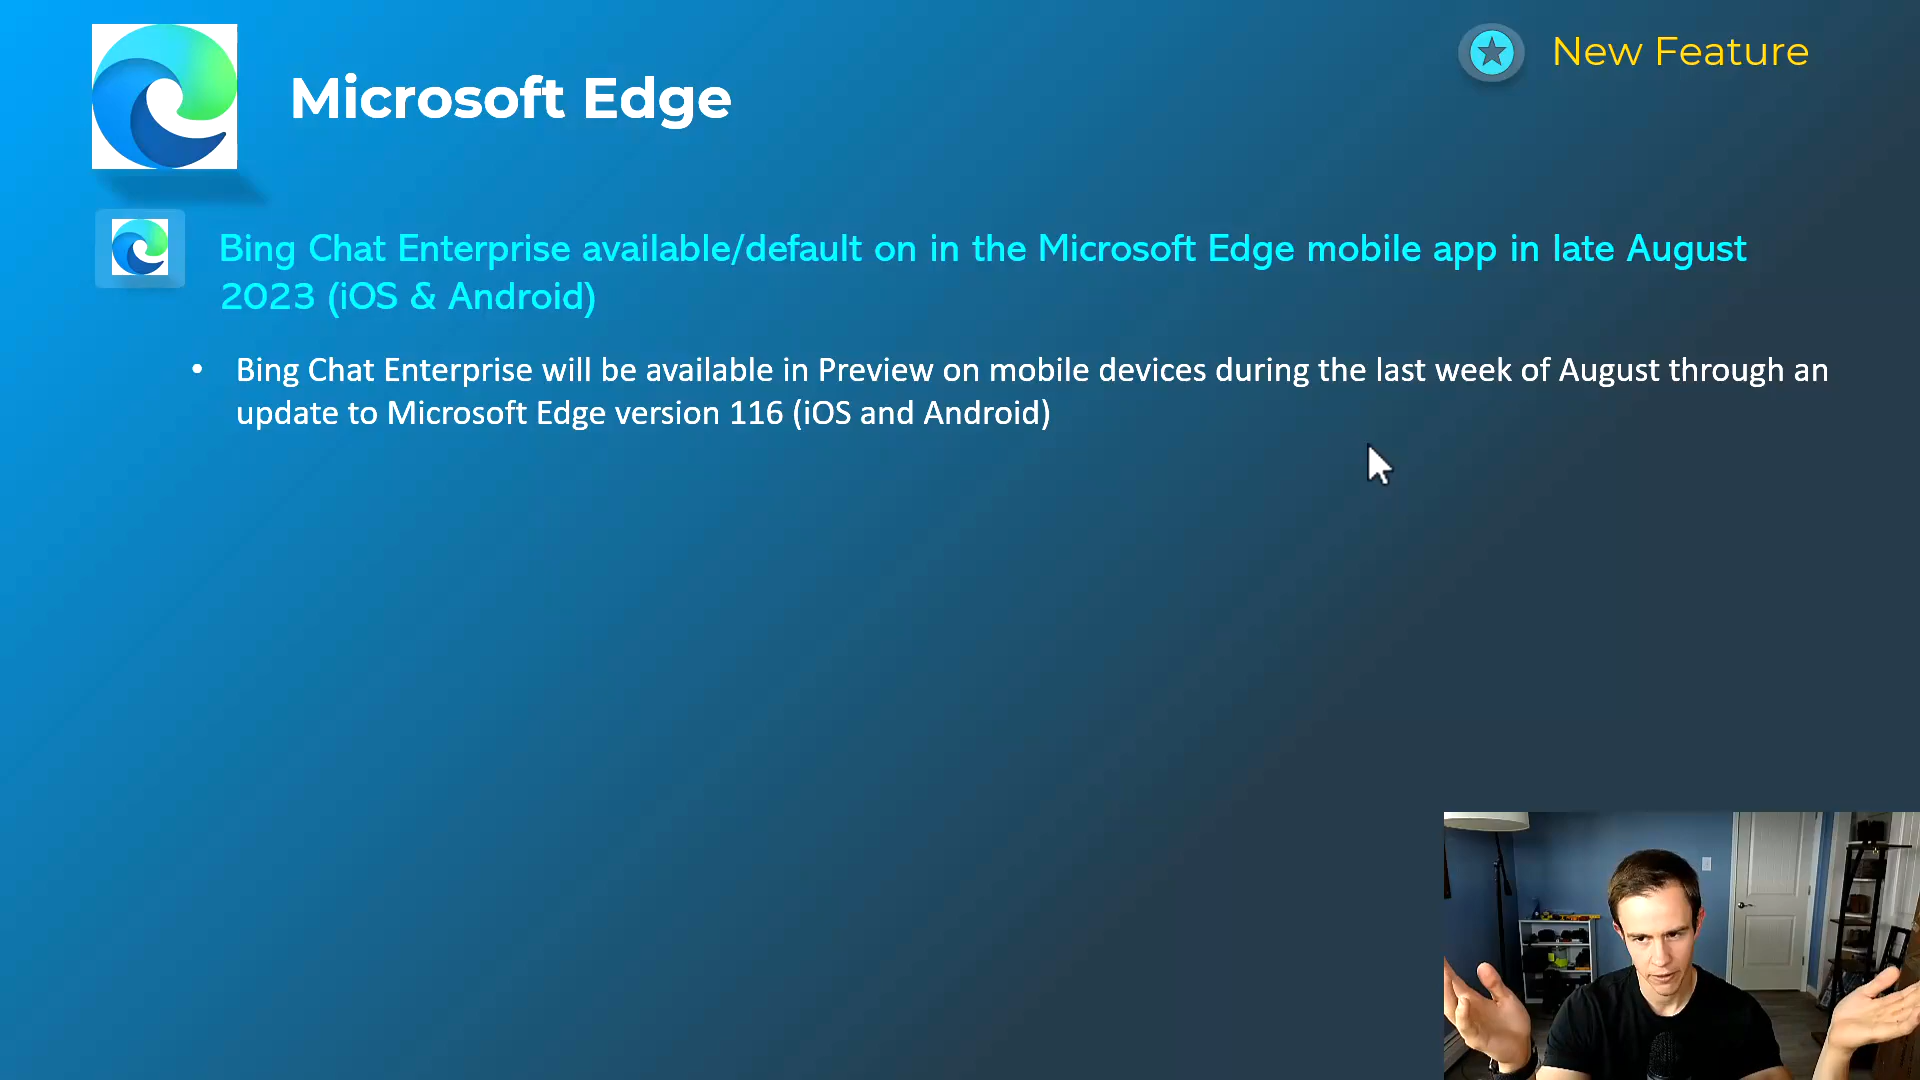 New Feature
Microsoft Edge
Bing Chat Enterprise available/default on in the Microsoft Edge mobile app in late August
2023 (iOS & Android)
• Bing Chat Enterprise will be available in Preview on mobile devices during the last week of August through an
update to Microsoft Edge version 116 (iOS and Android)